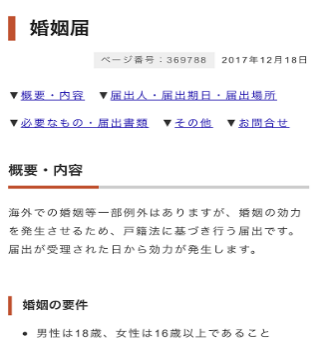 婚姻届
ページ番号：369788 2017年12月18日
▼概要・内容 ▼届出人・届出期日・届出場所
▼必要なもの・届出書類 ▼その他 ▼お問合せ
概要・内容
海外での婚姻等一部例外はありますが、婚姻の効力
を発生させるため、戸籍法に基づき行う届出です。
届出が受理された日から効力が発生します。
婚姻の要件
• 男性は18歳、女性は16歳以上であること